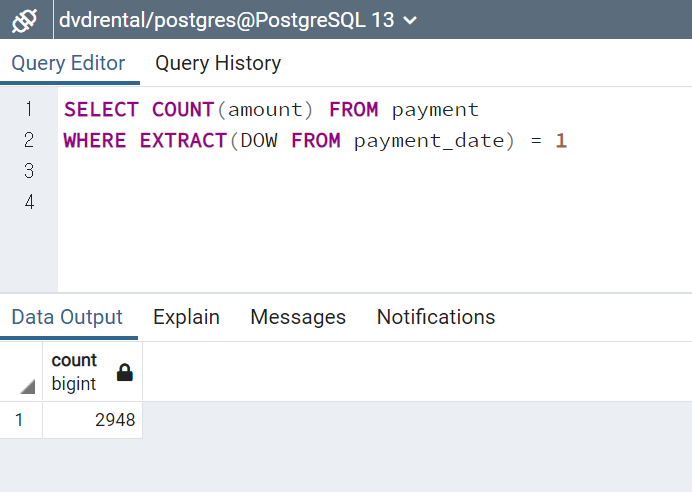 dvdrental/postgres@PostgreSQL 13
Query Editor Query History
1 SELECT COUNT(amount) FROM payment
2 WHERE EXTRACT(DOW FROM payment_date) = 1
3
4
Data Output Explain Messages Notifications
count
bigint
1 2948